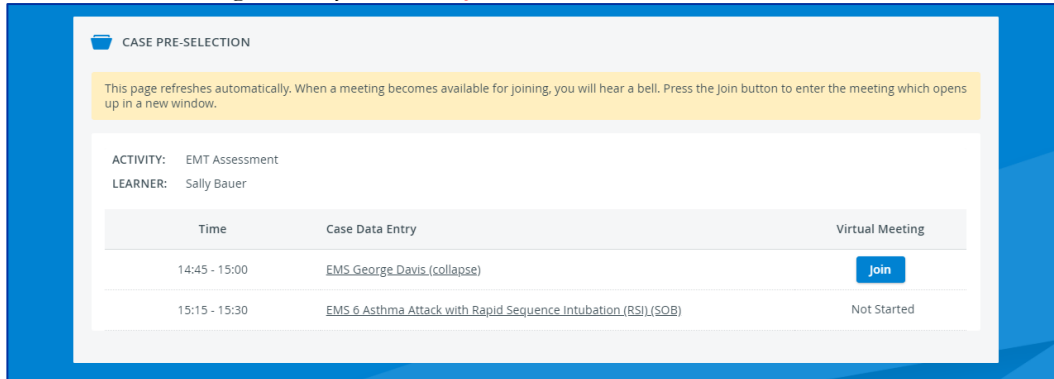 CASE PRE-SELECTION
This page refreshes automatically. When a meeting becomes available for joining, you will hear a bell. Press the Join button to enter the meeting which opens
up in a new window.
ACTIVITY: EMT Assessment
LEARNER: Sally Bauer
Time Case Data Entry Virtual Meeting
14:45 - 15:00 EMS George Davis (collapse) Join
15:15 - 15:30 EMS 6 Asthma Attack with Rapid Sequence Intubation (RSI) (SOB) Not Started